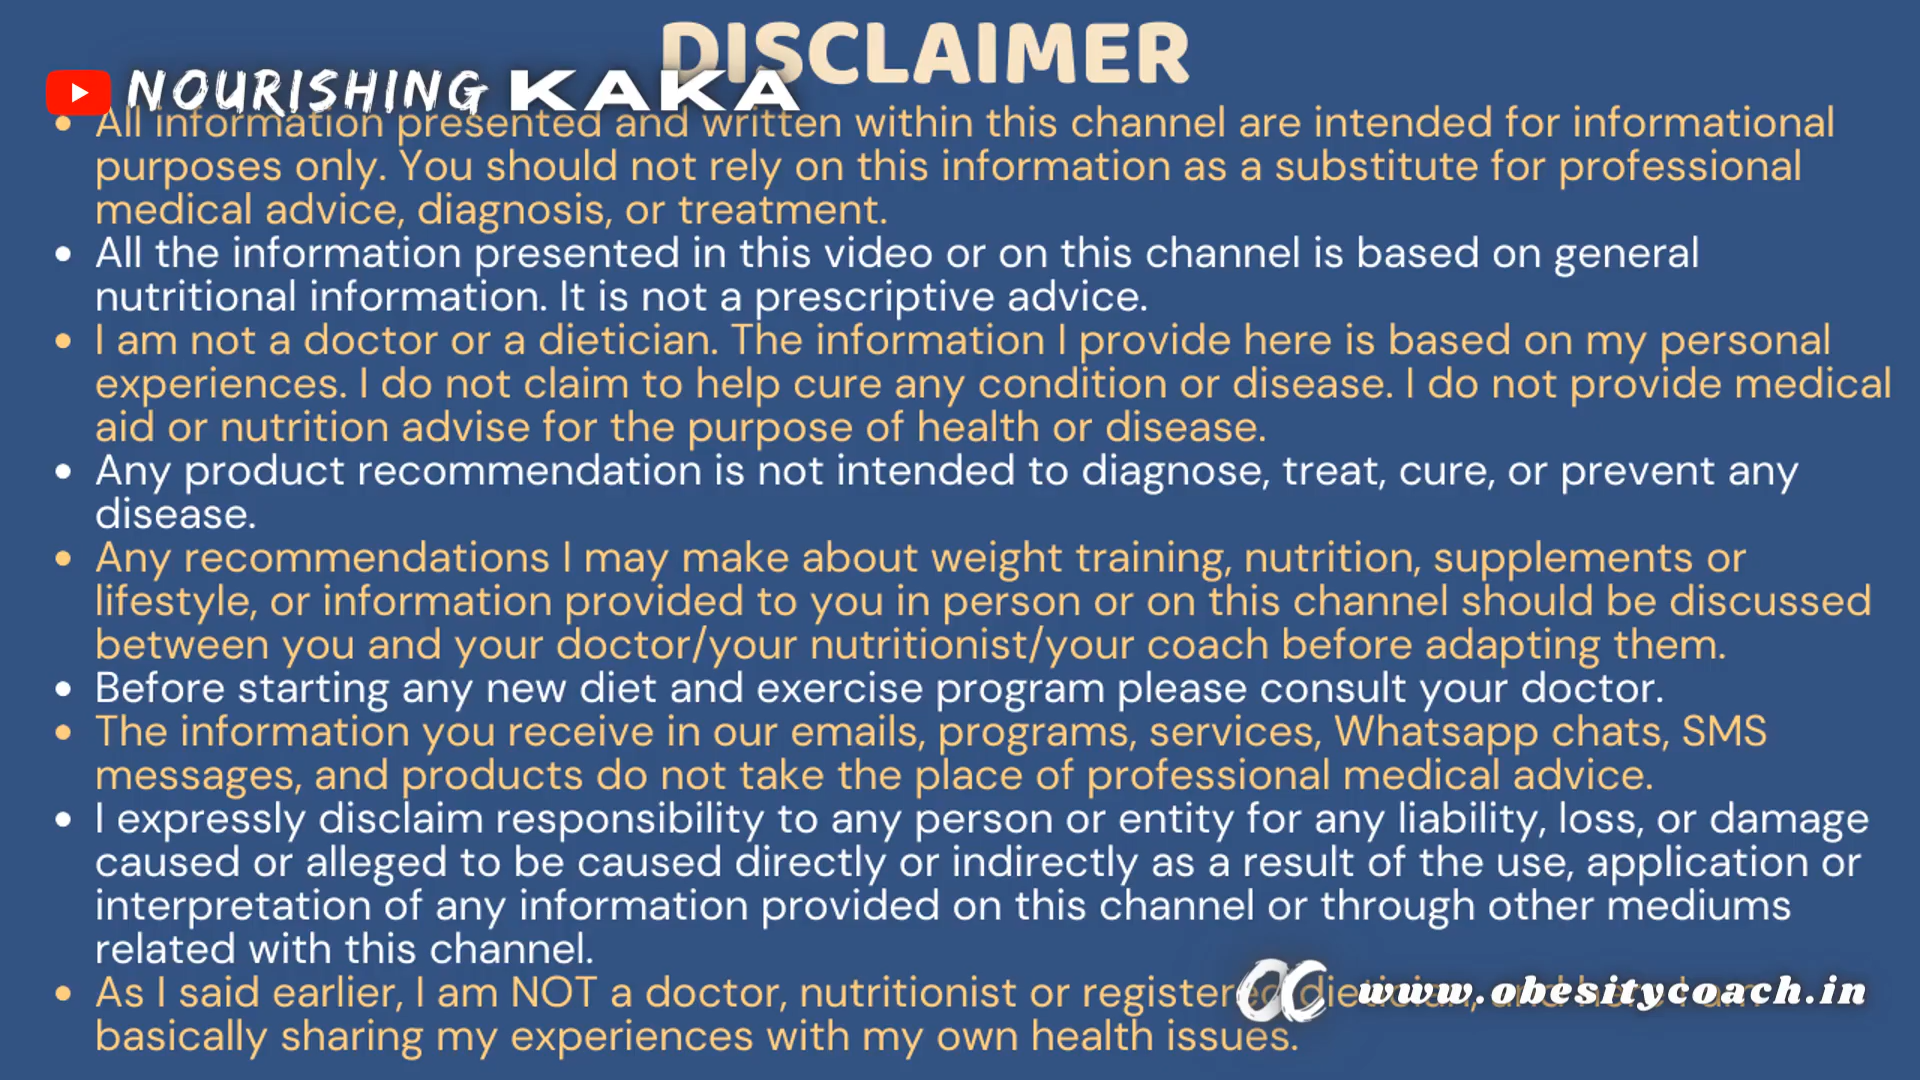 DISCLAIMER
NOURISHING KAKA
• All information presented and written within this channel are intended for informational
purposes only. You should not rely on this information as a substitute for professional
medical advice, diagnosis, or treatment.
• All the information presented in this video or on this channel is based on general
nutritional information. It is not a prescriptive advice.
• I am not a doctor or a dietician. The information I provide here is based on my personal
experiences. I do not claim to help cure any condition or disease. I do not provide medical
aid or nutrition advise for the purpose of health or disease.
• Any product recommendation is not intended to diagnose, treat, cure, or prevent any
disease.
• Any recommendations I may make about weight training, nutrition, supplements or
lifestyle, or information provided to you in person or on this channel should be discussed
between you and your doctor/your nutritionist/your coach before adapting them.
• Before starting any new diet and exercise program please consult your doctor.
• The information you receive in our emails, programs, services, Whatsapp chats, SMS
messages, and products do not take the place of professional medical advice.
• I expressly disclaim responsibility to any person or entity for any liability, loss, or damage
caused or alleged to be caused directly or indirectly as a result of the use, application or
interpretation of any information provided on this channel or through other mediums
related with this channel.
• As I said earlier, I am NOT a doctor, nutritionist or registered
OC www.obesitycoach.in
basically sharing my experiences with my own health issues.